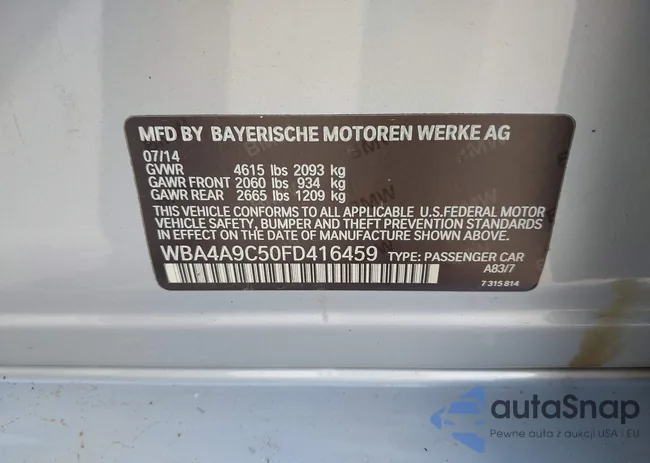 MFD BY BAYERISCHE MOTOREN WERKE AG
07/14
GVWR 4615 lbs 2093 kg
GAWR FRONT 2060 lbs 934 kg
GAWR REAR 2665 lbs 1209 kg
THIS VEHICLE CONFORMS TO ALL APPLICABLE U.S.FEDERAL MOTOR
VEHICLE SAFETY, BUMPER AND THEFT PREVENTION STANDARDS
IN EFFECT ON THE DATE OF MANUFACTURE SHOWN ABOVE.
WBA4A9C50FD416459 TYPE: PASSENGER CAR
A83/7
7 315 814
autaSnap
Pewne auta z aukcji USA i EU